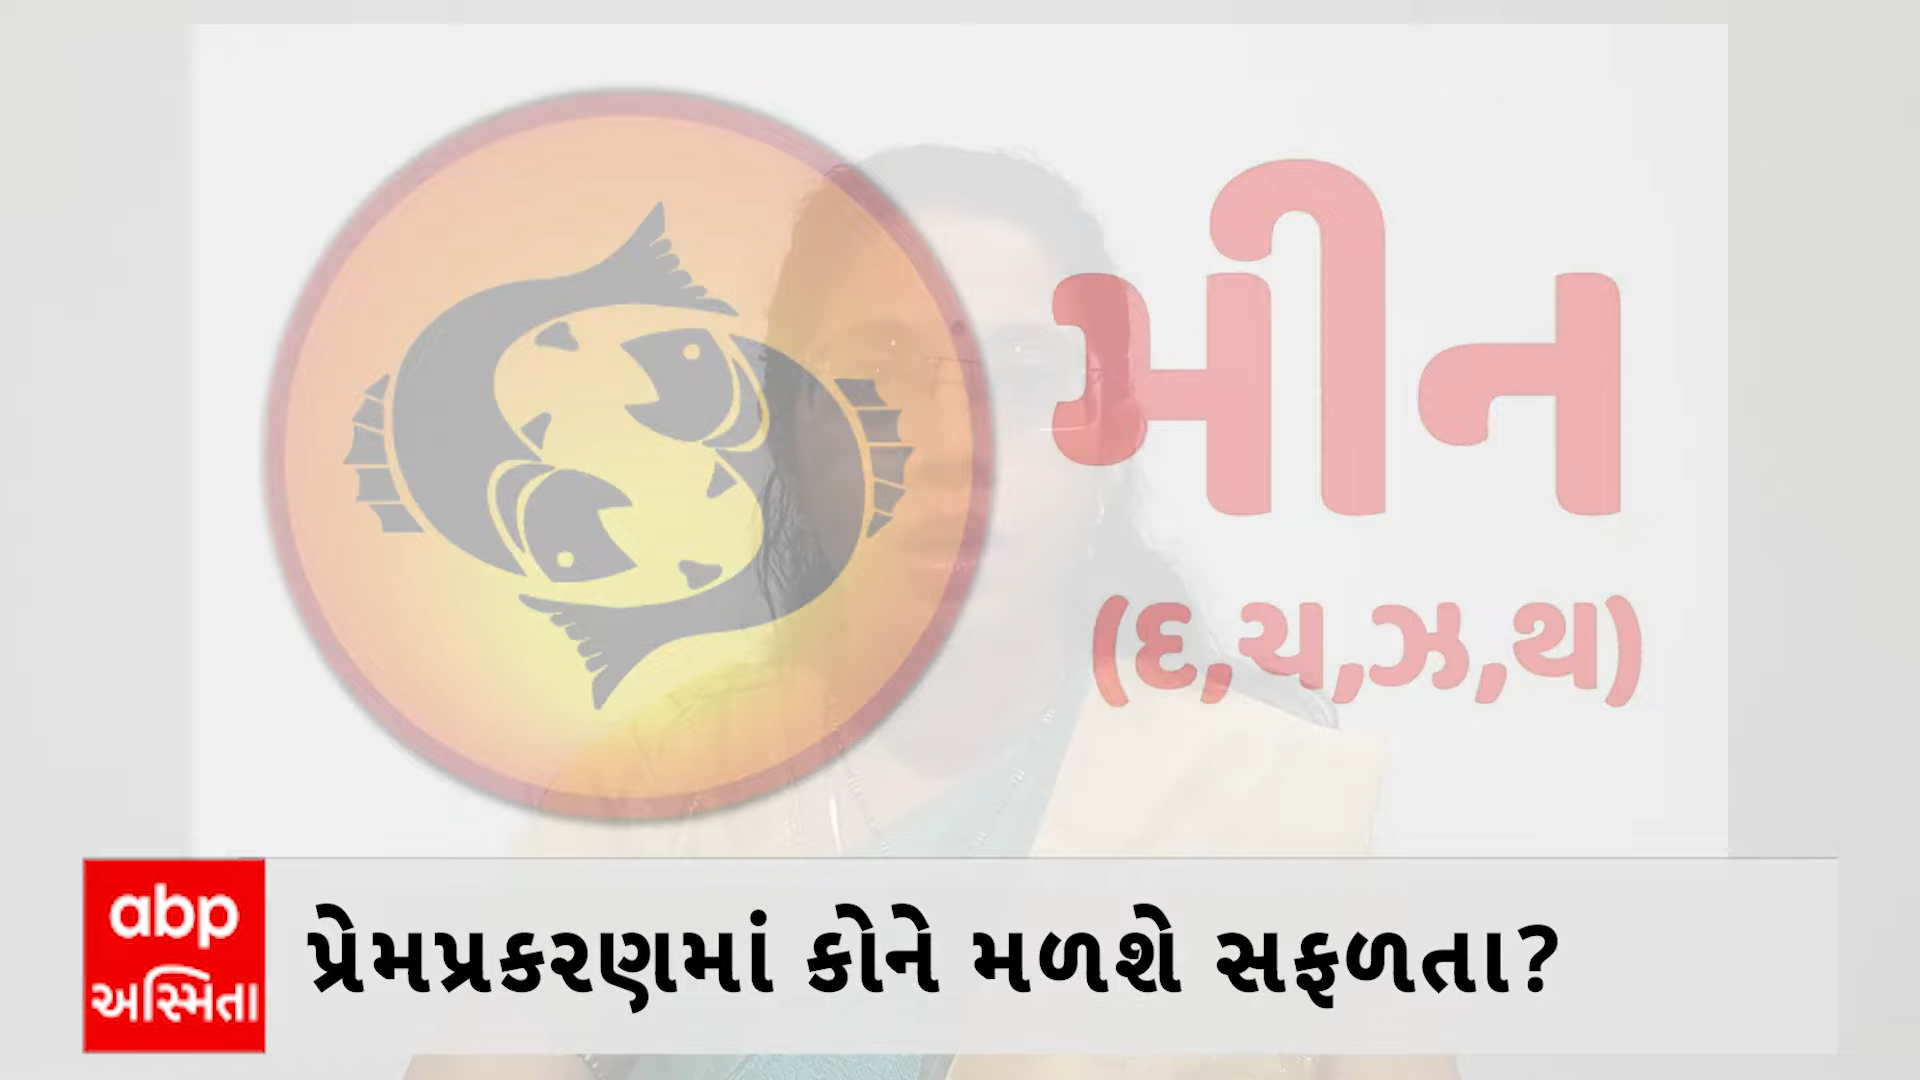 મીન
(દ,ચ,ઝ,થ)
abp
અસ્મિતા
પ્રેમપ્રકરણમાં કોને મળશે સફળતા?